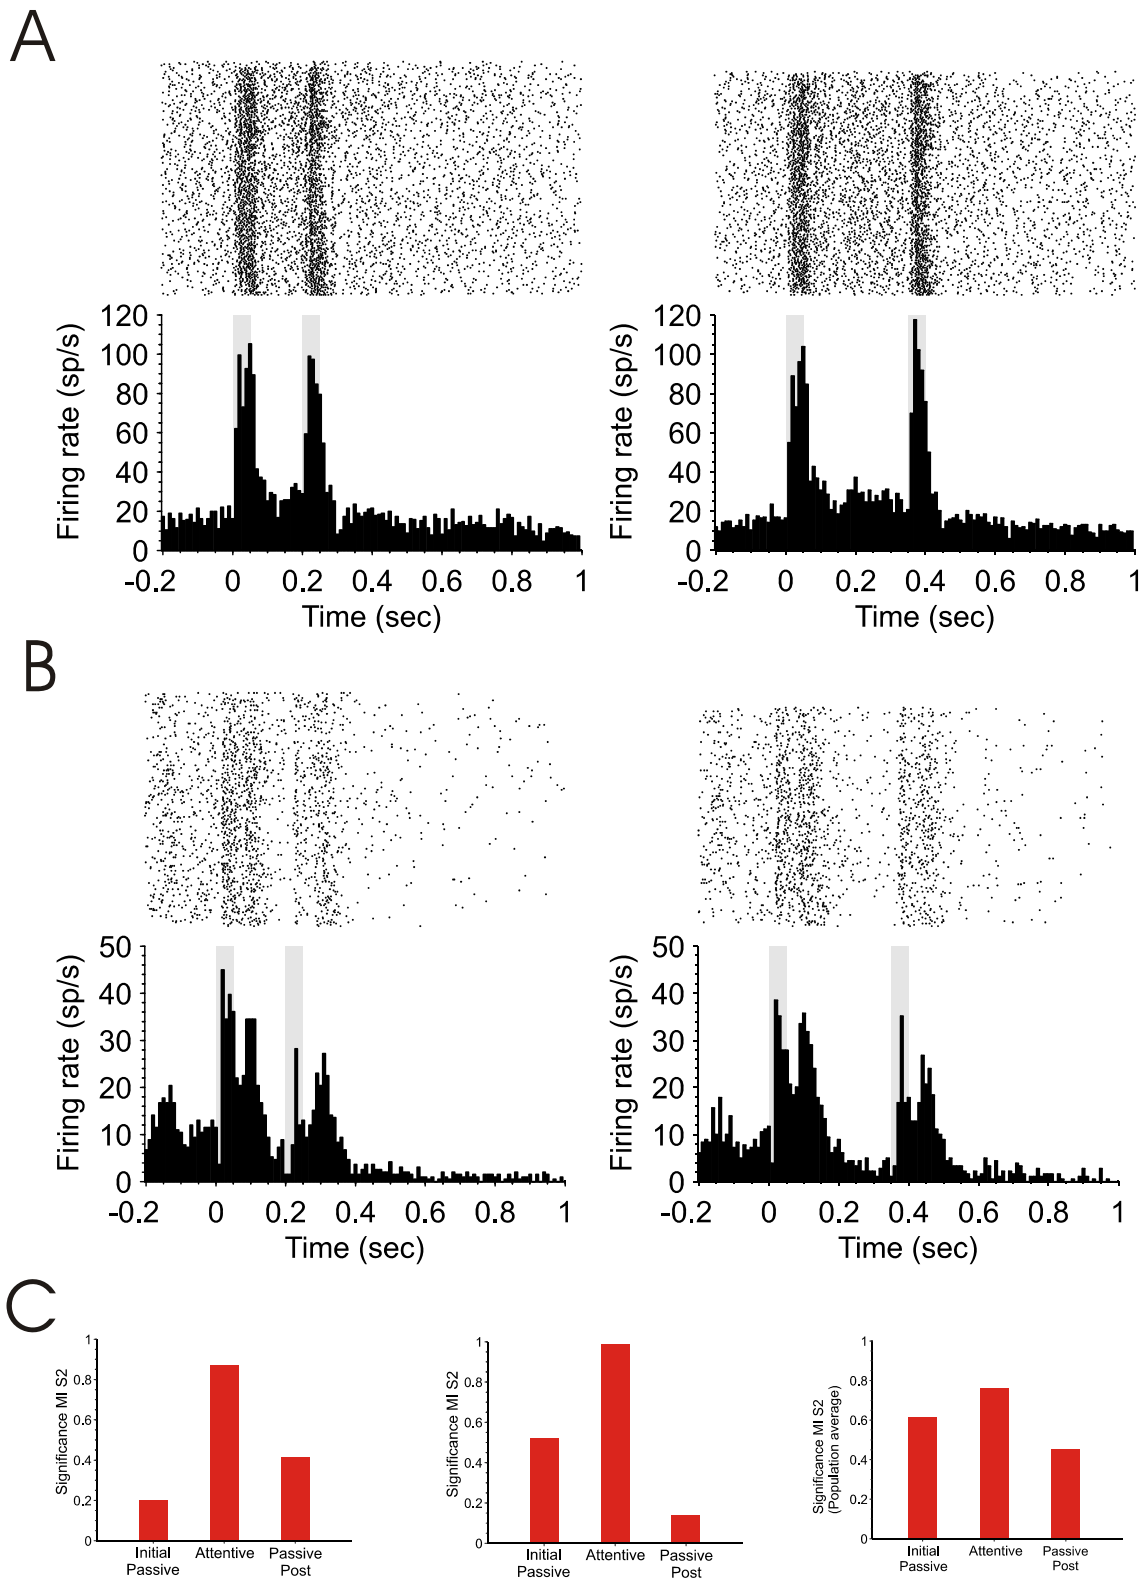 A
120
100
80
60
40
20
0
Firing rate (sp/s)
-0.2 0 0.2 0.4 0.6 0.8 1
Time (sec)
120
100
80
60
40
20
0
Firing rate (sp/s)
-0.2 0 0.2 0.4 0.6 0.8 1
Time (sec)
B
50
40
30
20
10
0
Firing rate (sp/s)
-0.2 0 0.2 0.4 0.6 0.8 1
Time (sec)
50
40
30
20
10
0
Firing rate (sp/s)
-0.2 0 0.2 0.4 0.6 0.8 1
Time (sec)
C
1
0.8
0.6
0.4
0.2
0
Significance MI S2
Initial Passive
Attentive
Passive Post
1
0.8
0.6
0.4
0.2
0
Significance MI S2
Initial Passive
Attentive
Passive Post
1
0.8
0.6
0.4
0.2
0
Significance MI S2
(Population average)
Initial Passive
Attentive
Passive Post